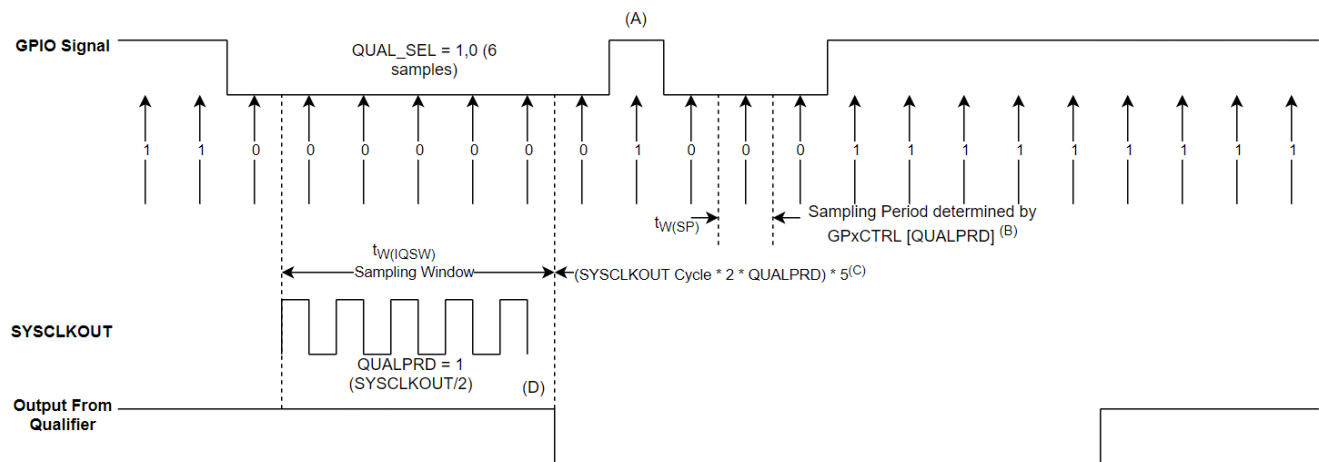 (A)
GPIO Signal
QUAL_SEL = 1,0 (6
samples)
1 1 0 0 0 0 0 0 0 1 0 0 0 1 1 1 1 1 1 1 1 1
tW(SP)
Sampling Period determined by
GPxCTRL [QUALPRD] (B)
tW(IQSW)
Sampling Window
(SYSCLKOUT Cycle * 2 * QUALPRD) * 5(C)
SYSCLKOUT
QUALPRD = 1
(SYSCLKOUT/2)
(D)
Output From
Qualifier